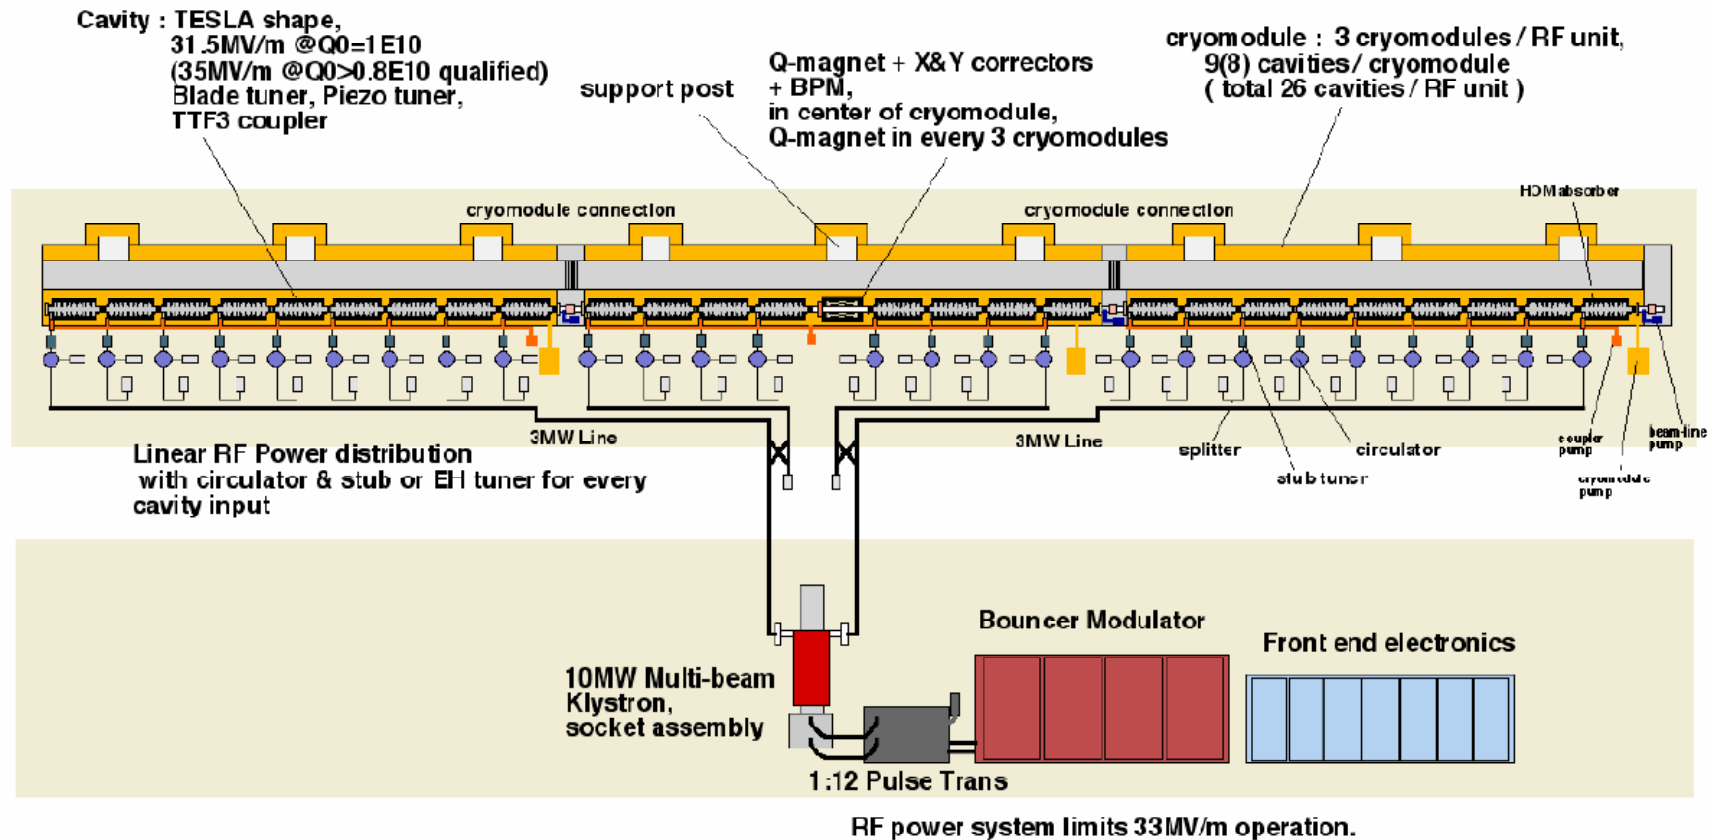 Cavity : TESLA shape,
31.5MV/m @Q0=1E10
(35MV/m @Q0>0.8E10 qualified)
Blade tuner, Piezo tuner,
TTF3 coupler
support post
Q-magnet + X&Y correctors
+ BPM,
in center of cryomodule,
Q-magnet in every 3 cryomodules
cryomodule : 3 cryomodules / RF unit,
9(8) cavities / cryomodule
( total 26 cavities / RF unit )
HOM absorber
cryomodule connection
cryomodule connection
3MW Line
3MW Line
splitter
circulator
stub tuner
coupler
pump
beam-line
pump
cryomodule
pump
Linear RF Power distribution
with circulator & stub or EH tuner for every
cavity input
Bouncer Modulator
Front end electronics
10MW Multi-beam
Klystron,
socket assembly
1:12 Pulse Trans
RF power system limits 33MV/m operation.